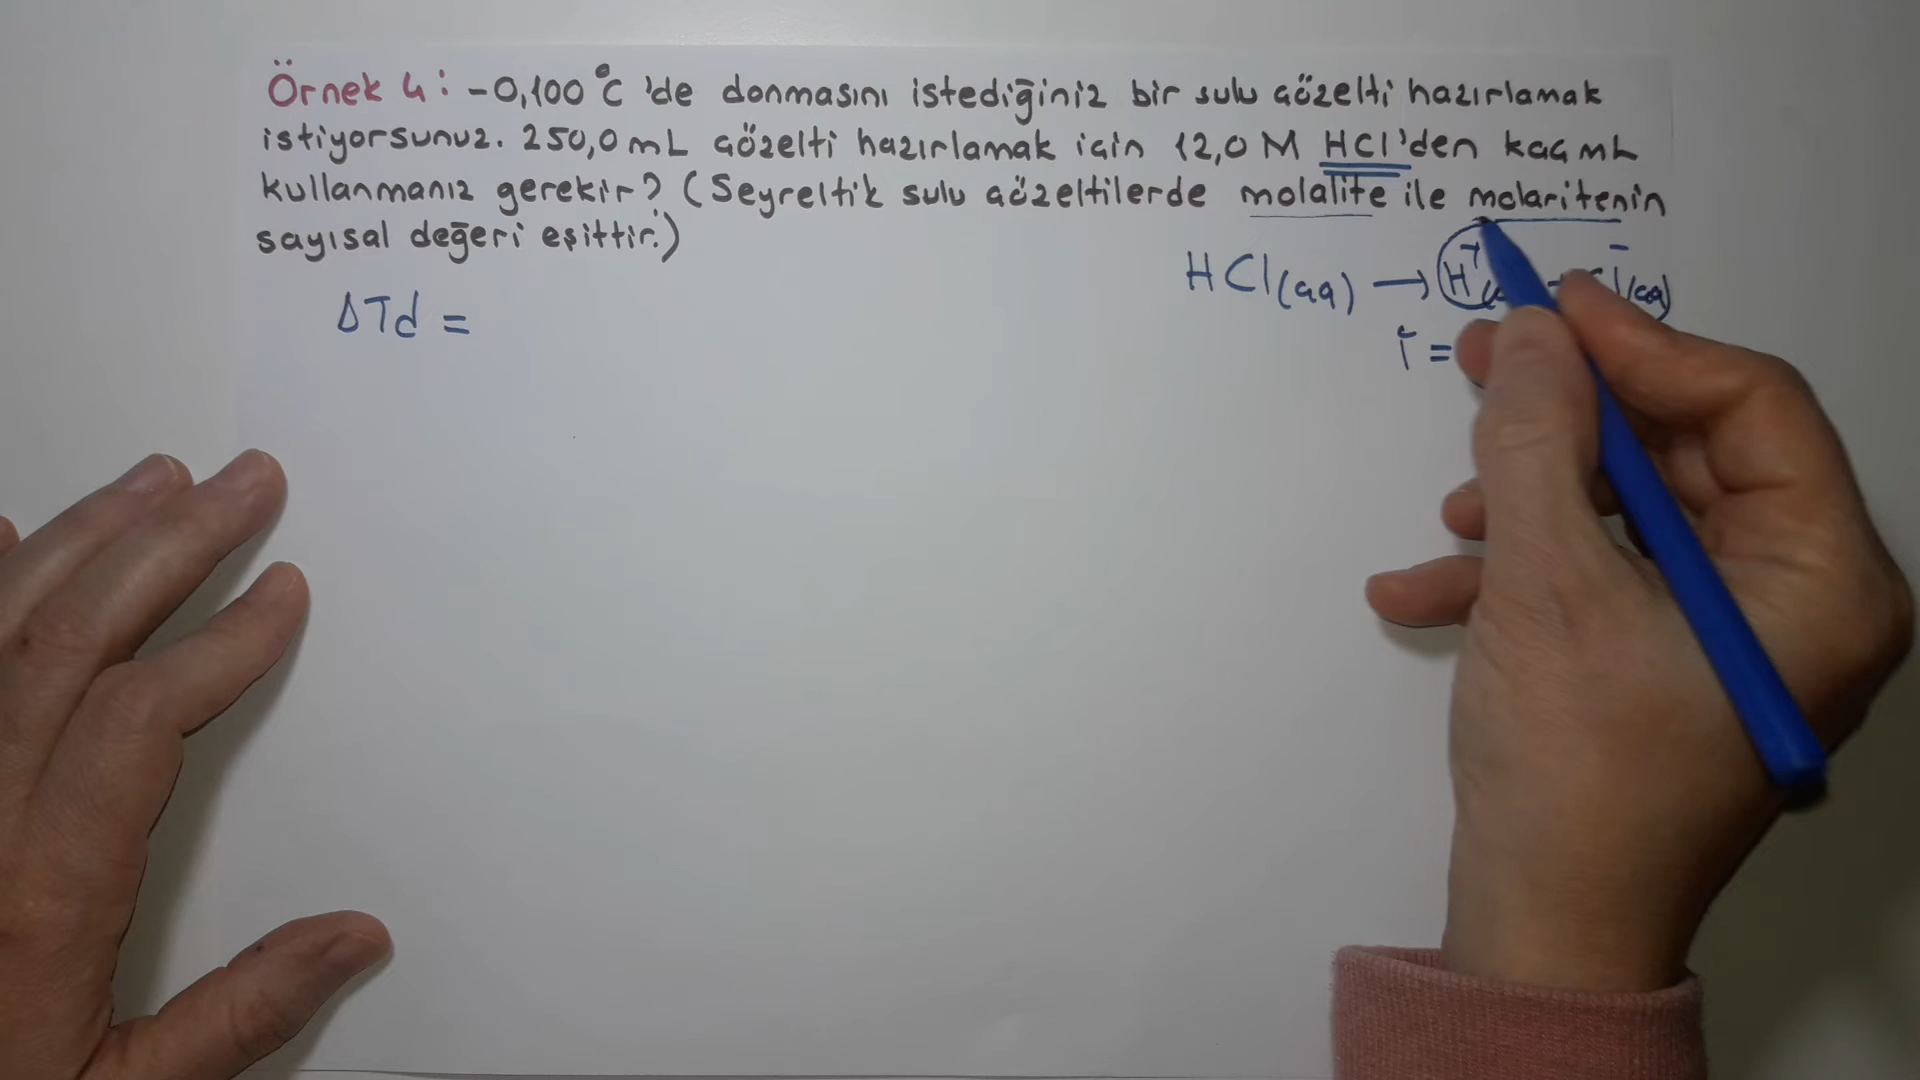 Örnek 4: -0,100 °C 'de donmasını istediğiniz bir sulu çözelti hazırlamak
istiyorsunuz. 250,0 mL çözelti hazırlamak için 12,0 M HCl'den kaç mL
kullanmanız gerekir? (Seyreltik sulu çözeltilerde molalite ile molaritenin
sayısal değeri eşittir.)
HCl(aq) → H⁺ + Cl⁻(aq)
ΔTd =
i =